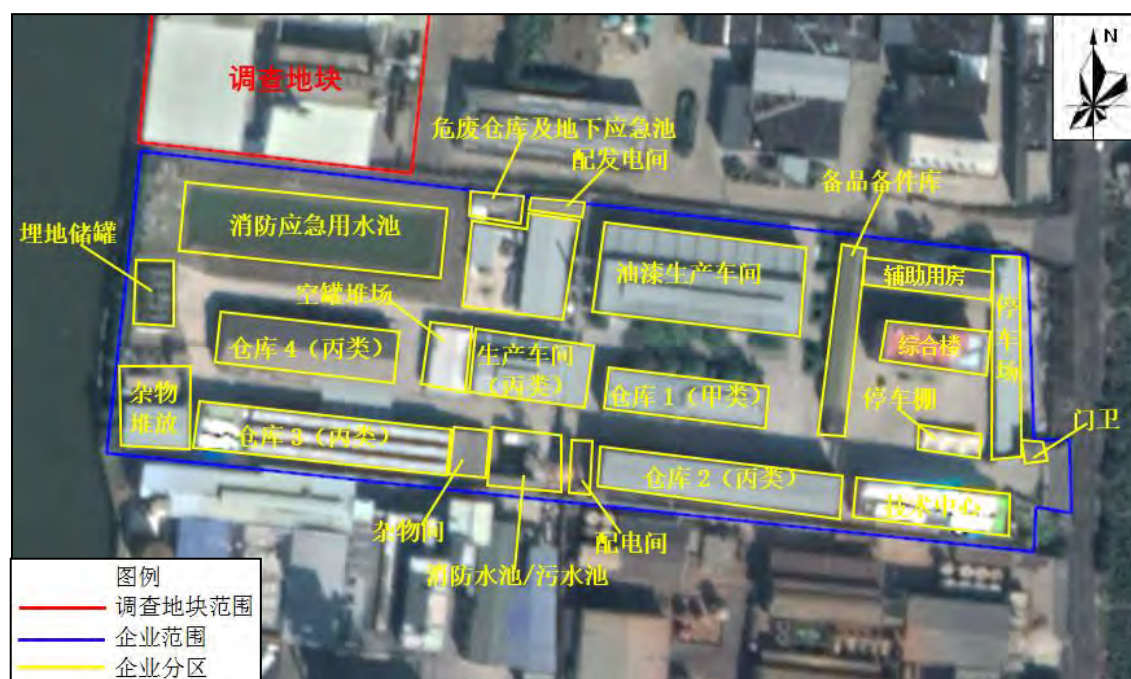 N
调查地块
危废仓库及地下应急池
配发电间
备品备件库
埋地储罐
消防应急用水池
油漆生产车间
辅助用房
停车场
空罐堆场
仓库 4（丙类）
生产车间
（丙类）
综合楼
仓库 1（甲类）
停车棚
门卫
杂物
堆放
仓库 3（丙类）
仓库 2（丙类）
技术中心
杂物间
配电间
消防水池/污水池
图例
调查地块范围
企业范围
企业分区